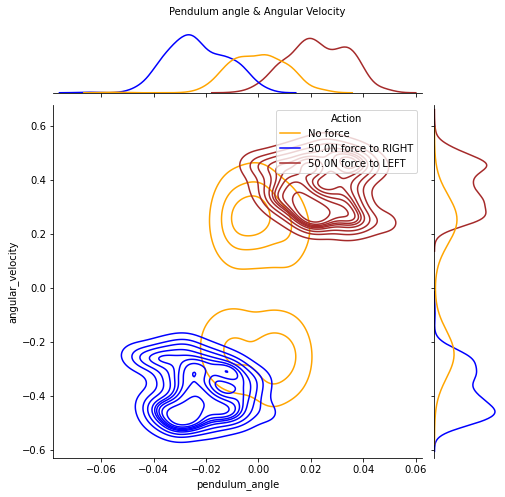 Pendulum angle & Angular Velocity
Action
No force
50.0N force to RIGHT
50.0N force to LEFT
0.6
0.4
0.2
0.0
−0.2
−0.4
−0.6
angular_velocity
−0.06 −0.04 −0.02 0.00 0.02 0.04 0.06
pendulum_angle